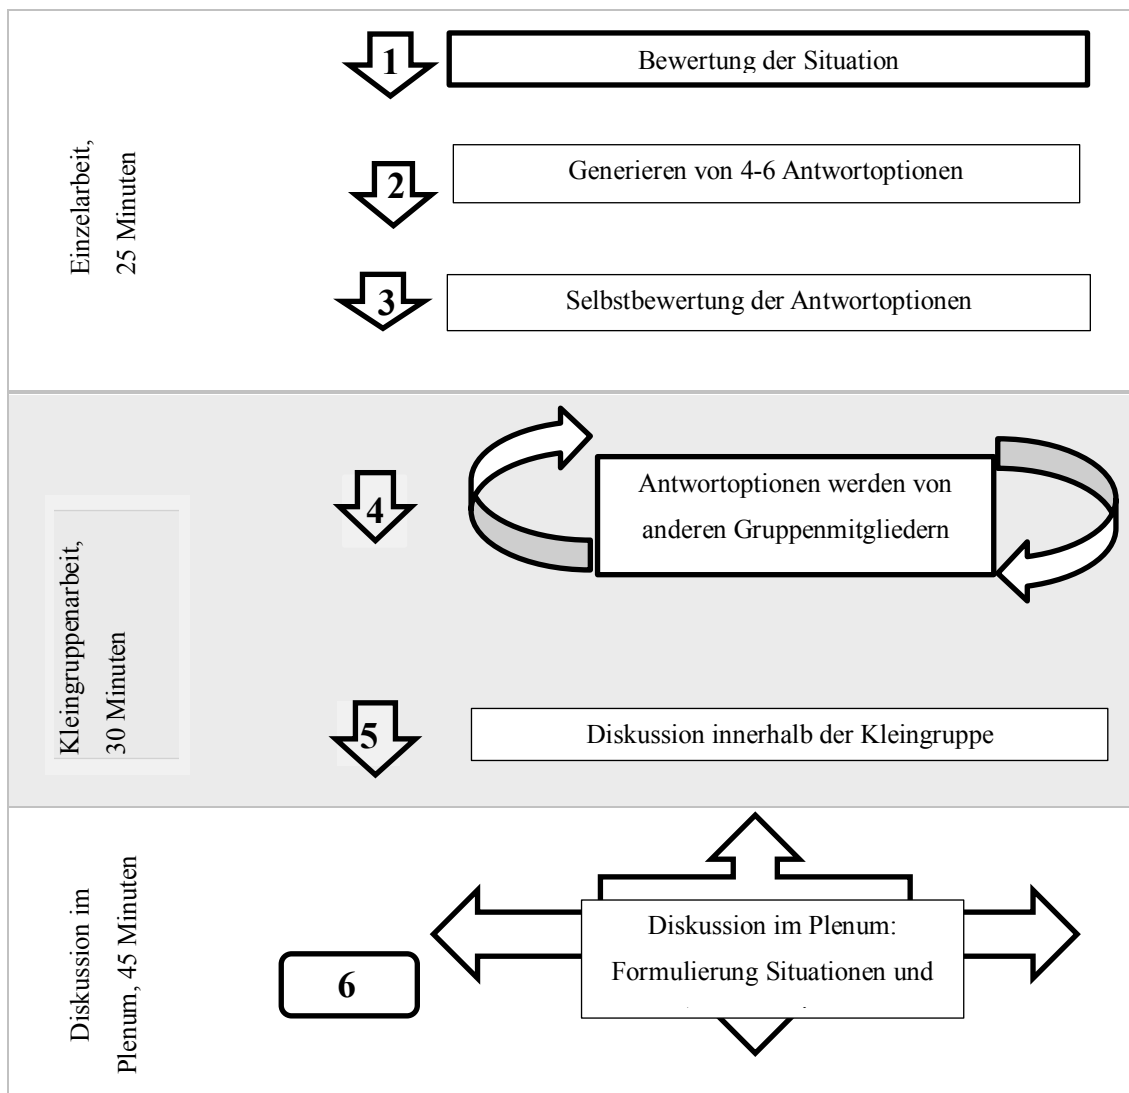 Einzelarbeit,
25 Minuten
1
Bewertung der Situation
2
Generieren von 4-6 Antwortoptionen
3
Selbstbewertung der Antwortoptionen
Kleingruppenarbeit,
30 Minuten
4
Antwortoptionen werden von
anderen Gruppenmitgliedern
5
Diskussion innerhalb der Kleingruppe
Diskussion im
Plenum, 45 Minuten
6
Diskussion im Plenum:
Formulierung Situationen und